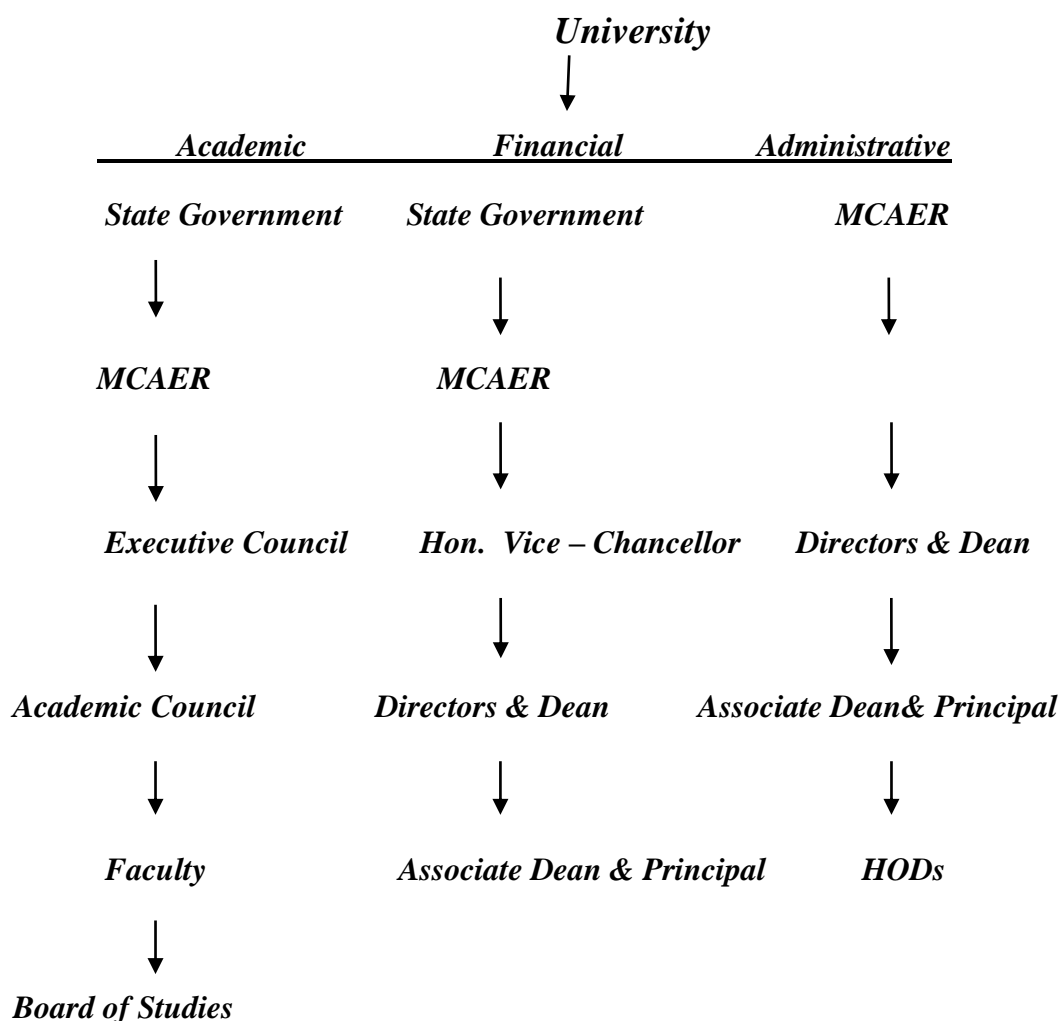 University
Academic Financial Administrative
State Government State Government MCAER
MCAER MCAER
Executive Council Hon. Vice – Chancellor Directors & Dean
Academic Council Directors & Dean Associate Dean& Principal
Faculty Associate Dean & Principal HODs
Board of Studies